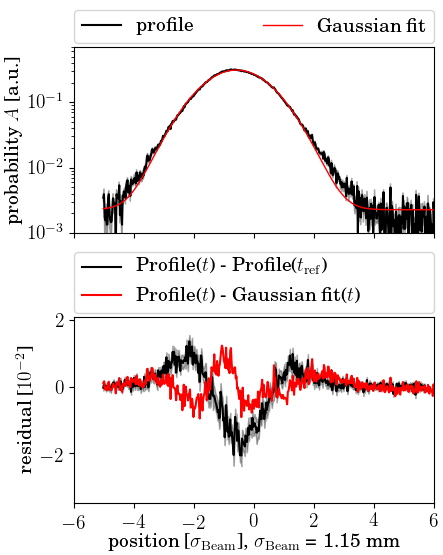 profile Gaussian fit
probability A [a.u.]
10⁻¹
10⁻²
10⁻³
Profile(t) - Profile(t_ref)
Profile(t) - Gaussian fit(t)
residual [10⁻²]
2
0
−2
−6 −4 −2 0 2 4 6
position [σ_Beam], σ_Beam = 1.15 mm